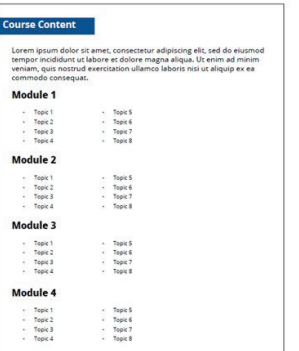 Course Content
Lorem ipsum dolor sit amet, consectetur adipiscing elit, sed do eiusmod
tempor incididunt ut labore et dolore magna aliqua. Ut enim ad minim
veniam, quis nostrud exercitation ullamco laboris nisi ut aliquip ex ea
commodo consequat.
Module 1
- Topic 1 - Topic 5
- Topic 2 - Topic 6
- Topic 3 - Topic 7
- Topic 4 - Topic 8
Module 2
- Topic 1 - Topic 5
- Topic 2 - Topic 6
- Topic 3 - Topic 7
- Topic 4 - Topic 8
Module 3
- Topic 1 - Topic 5
- Topic 2 - Topic 6
- Topic 3 - Topic 7
- Topic 4 - Topic 8
Module 4
- Topic 1 - Topic 5
- Topic 2 - Topic 6
- Topic 3 - Topic 7
- Topic 4 - Topic 8